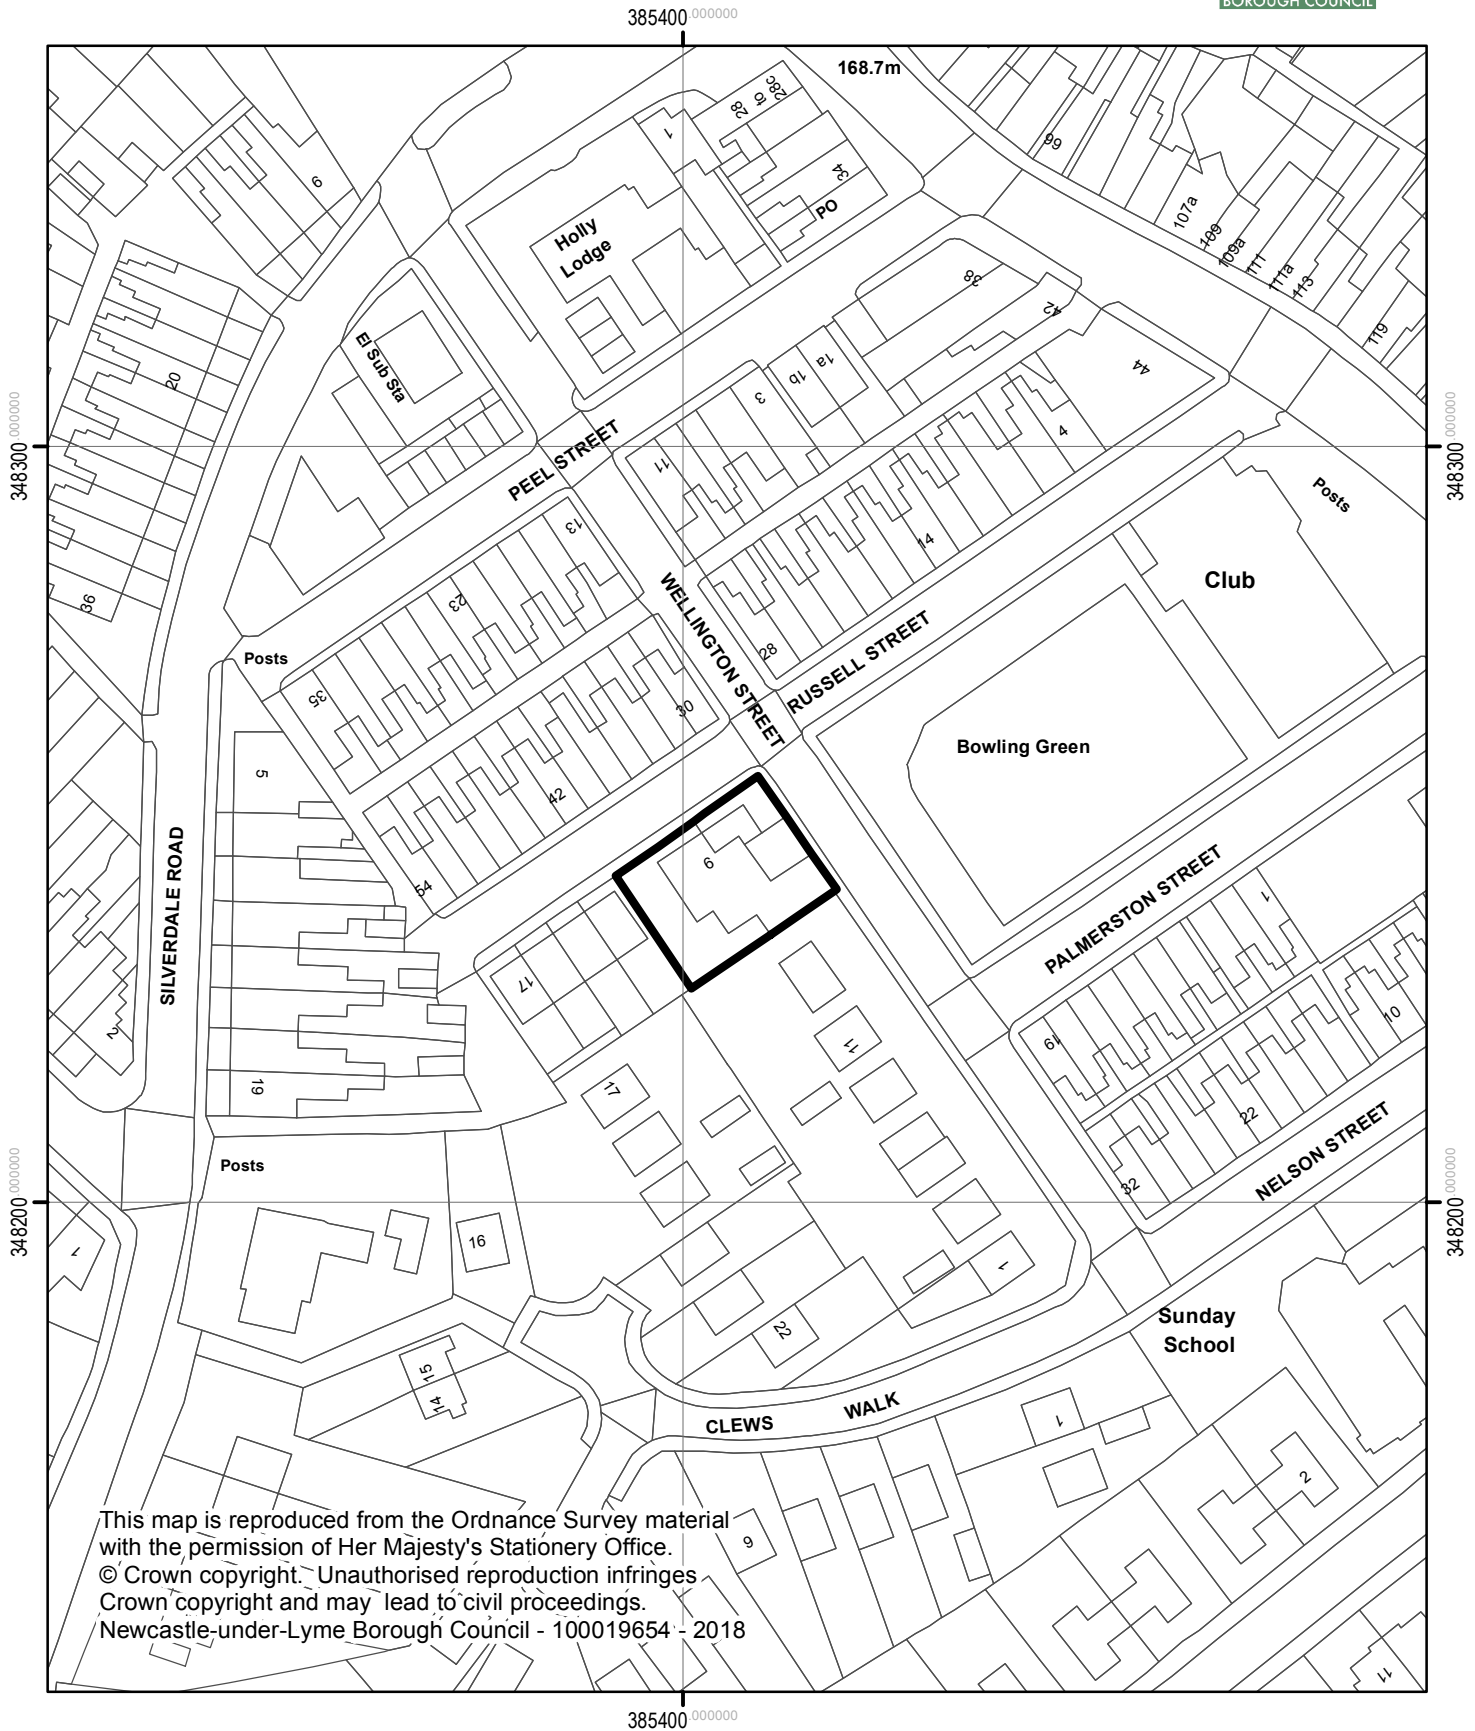 BOROUGH COUNCIL
385400.000000
168.7m
28 to 28c
1
34
PO
Holly
Lodge
99
107a
109
109a
111
111a
113
119
9
20
36
El Sub Sta
38
42
44
1a
1b
3
11
4
14
28
348300.000000
348300.000000
PEEL STREET
13
23
35
30
42
54
WELLINGTON STREET
RUSSELL STREET
Posts
Club
Posts
Bowling Green
5
SILVERDALE ROAD
6
PALMERSTON STREET
1
19
10
22
32
NELSON STREET
2
19
17
17
11
1
Posts
348200.000000
348200.000000
1
16
15
14
22
Sunday
School
CLEWS WALK
1
2
9
11
This map is reproduced from the Ordnance Survey material
with the permission of Her Majesty's Stationery Office.
© Crown copyright. Unauthorised reproduction infringes
Crown copyright and may lead to civil proceedings.
Newcastle-under-Lyme Borough Council - 100019654 - 2018
385400.000000